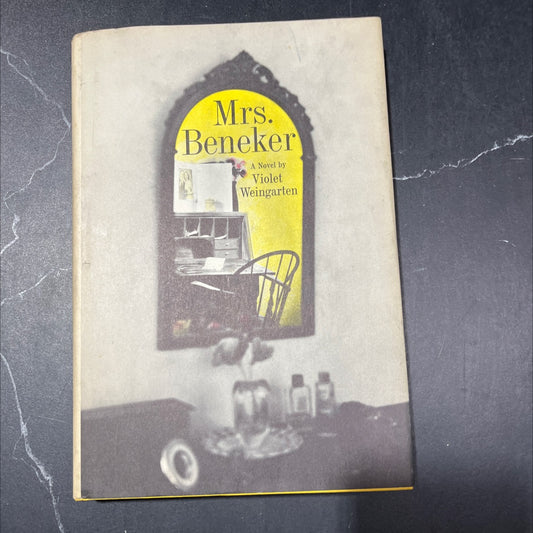 Mrs.
Beneker
A Novel by
Violet
Weingarten